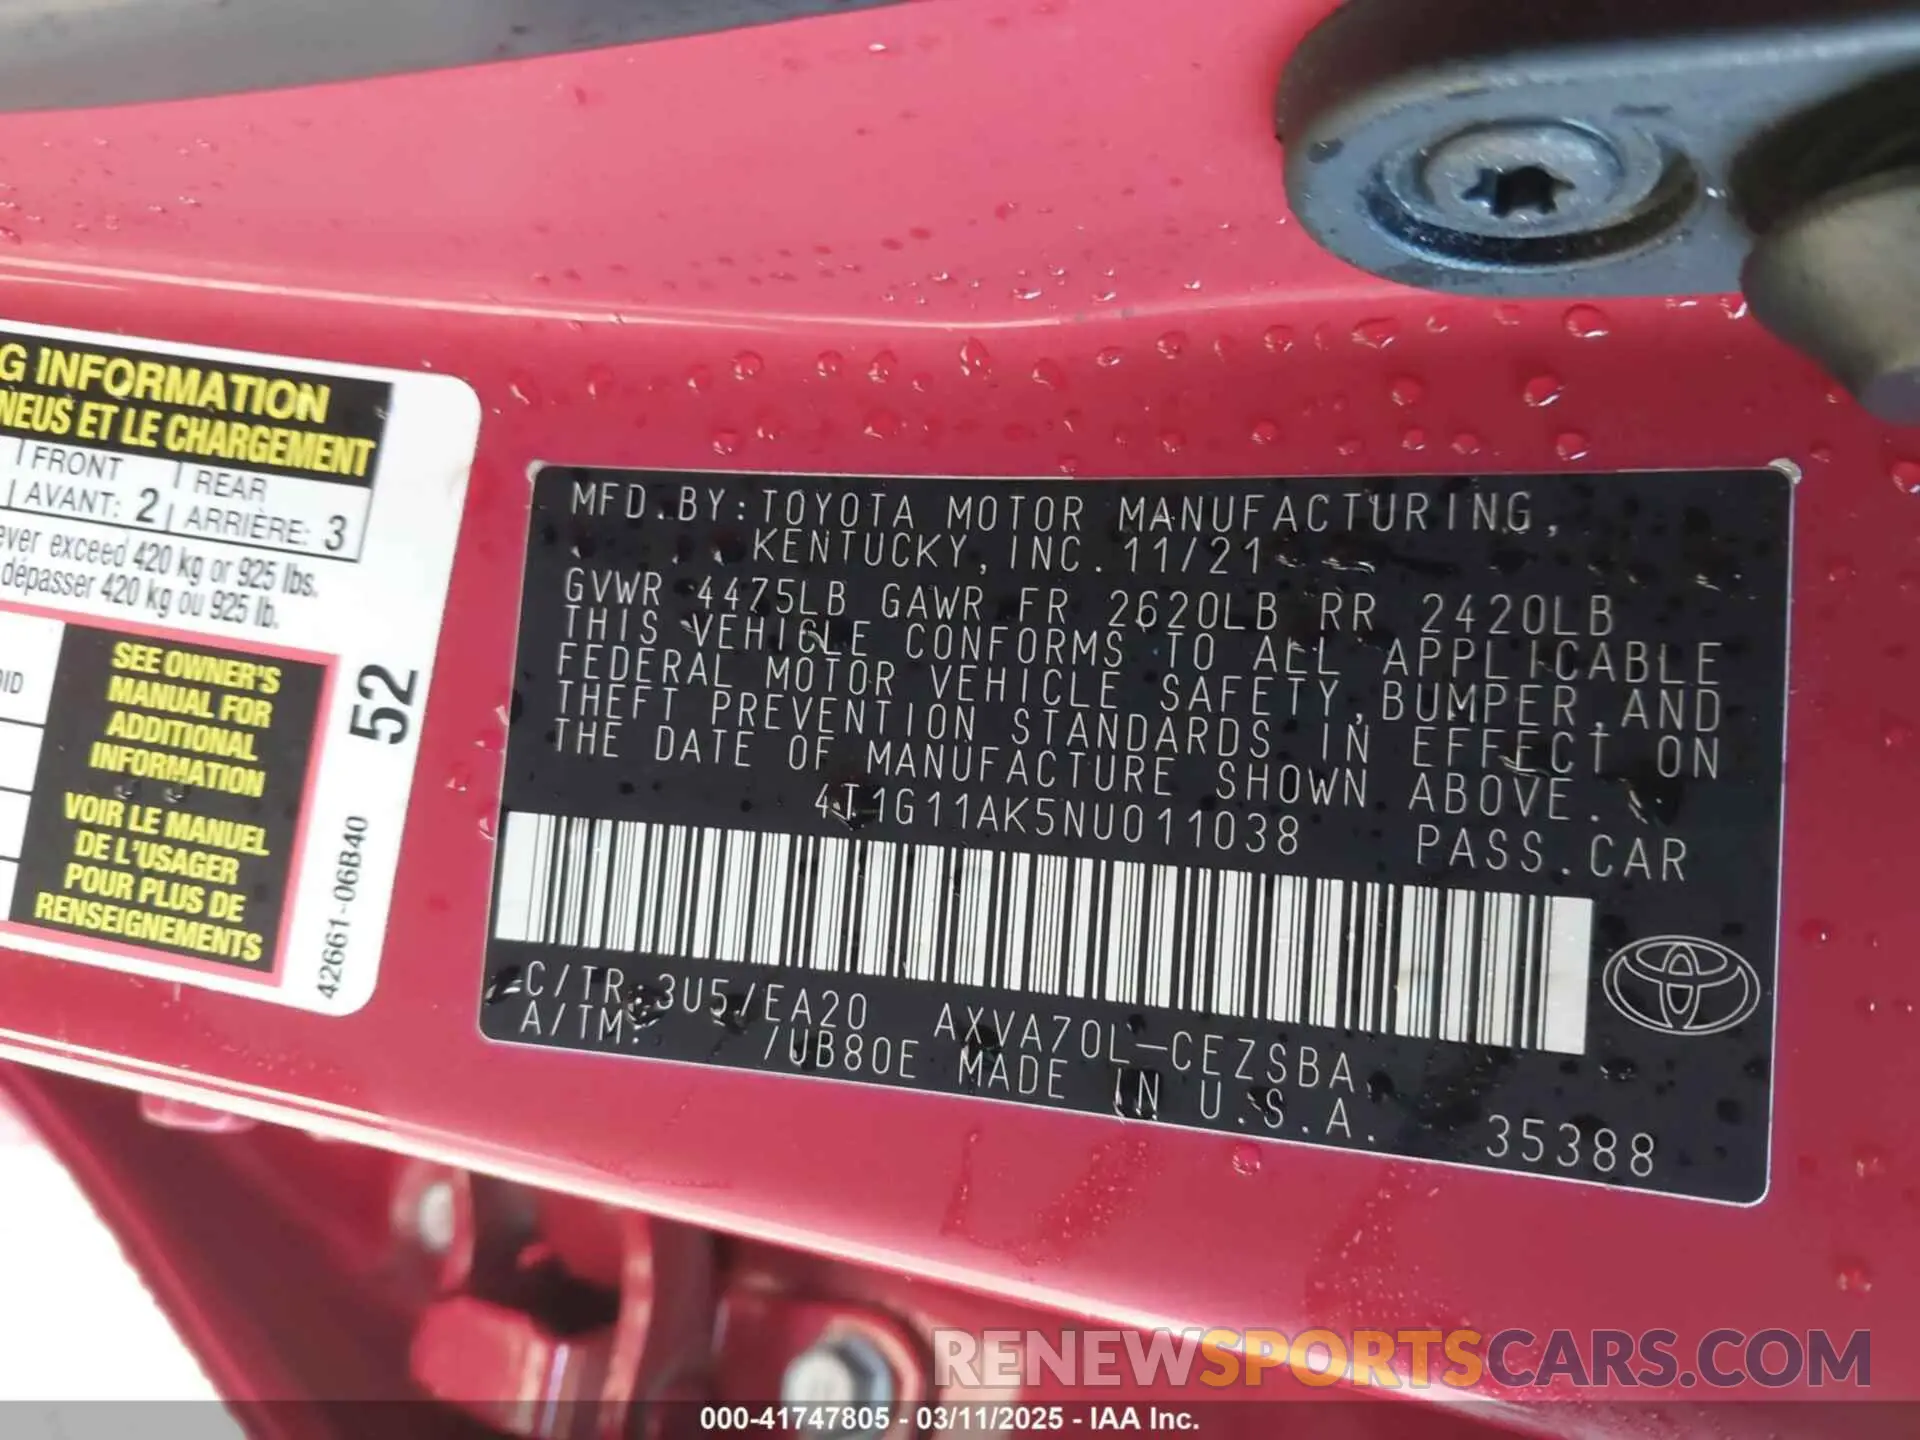 G INFORMATION
NEUS ET LE CHARGEMENT
FRONT REAR
AVANT: 2 ARRIÈRE: 3
ever exceed 420 kg or 925 lbs.
dépasser 420 kg ou 925 lb.
OID
SEE OWNER'S
MANUAL FOR
ADDITIONAL
INFORMATION
VOIR LE MANUEL
DE L'USAGER
POUR PLUS DE
RENSEIGNEMENTS
52
42661-06B40
MFD.BY:TOYOTA MOTOR MANUFACTURING,
KENTUCKY,INC.11/21
GVWR 4475LB GAWR FR 2620LB RR 2420LB
THIS VEHICLE CONFORMS TO ALL APPLICABLE
FEDERAL MOTOR VEHICLE SAFETY,BUMPER,AND
THEFT PREVENTION STANDARDS IN EFFECT ON
THE DATE OF MANUFACTURE SHOWN ABOVE.
4T1G11AK5NU011038 PASS.CAR
C/TR:3U5/EA20 AXVA70L-CEZSBA
A/TM: /UB80E MADE IN U.S.A.
35388
RENEWSPORTSCARS.COM
000-41747805 - 03/11/2025 - IAA Inc.